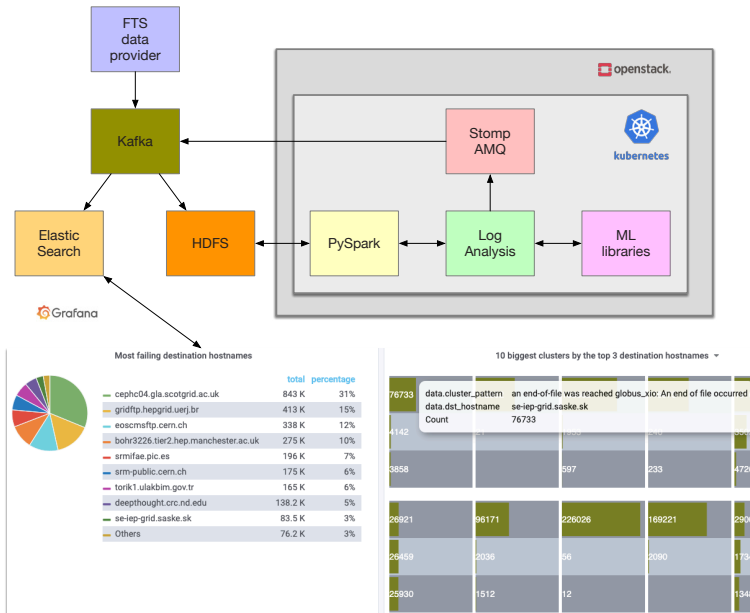 FTS
data
provider
openstack.
Kafka
Stomp
AMQ
kubernetes
Elastic
Search
HDFS
PySpark
Log
Analysis
ML
libraries
Grafana
Most failing destination hostnames
total percentage
cephc04.gla.scotgrid.ac.uk 843 K 31%
gridftp.hepgrid.uerj.br 413 K 15%
eoscmsftp.cern.ch 338 K 12%
bohr3226.tier2.hep.manchester.ac.uk 275 K 10%
srmifae.pic.es 196 K 7%
srm-public.cern.ch 175 K 6%
torik1.ulakbim.gov.tr 165 K 6%
deepthought.crc.nd.edu 138.2 K 5%
se-iep-grid.saske.sk 83.5 K 3%
Others 76.2 K 3%
10 biggest clusters by the top 3 destination hostnames
76733
data.cluster_pattern an end-of-file was reached globus_xio: An end of file occurred
data.dst_hostname se-iep-grid.saske.sk
Count 76733
4142
3858 597 233 4726
26921 96171 226026 169221 2900
26459 2036 56 2090 1734
25930 1512 12 1348